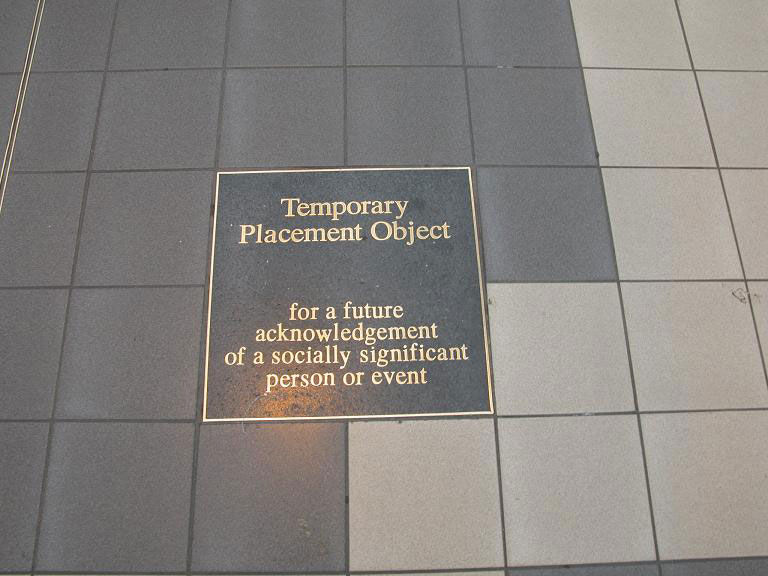 Temporary
Placement Object
for a future
acknowledgement
of a socially significant
person or event